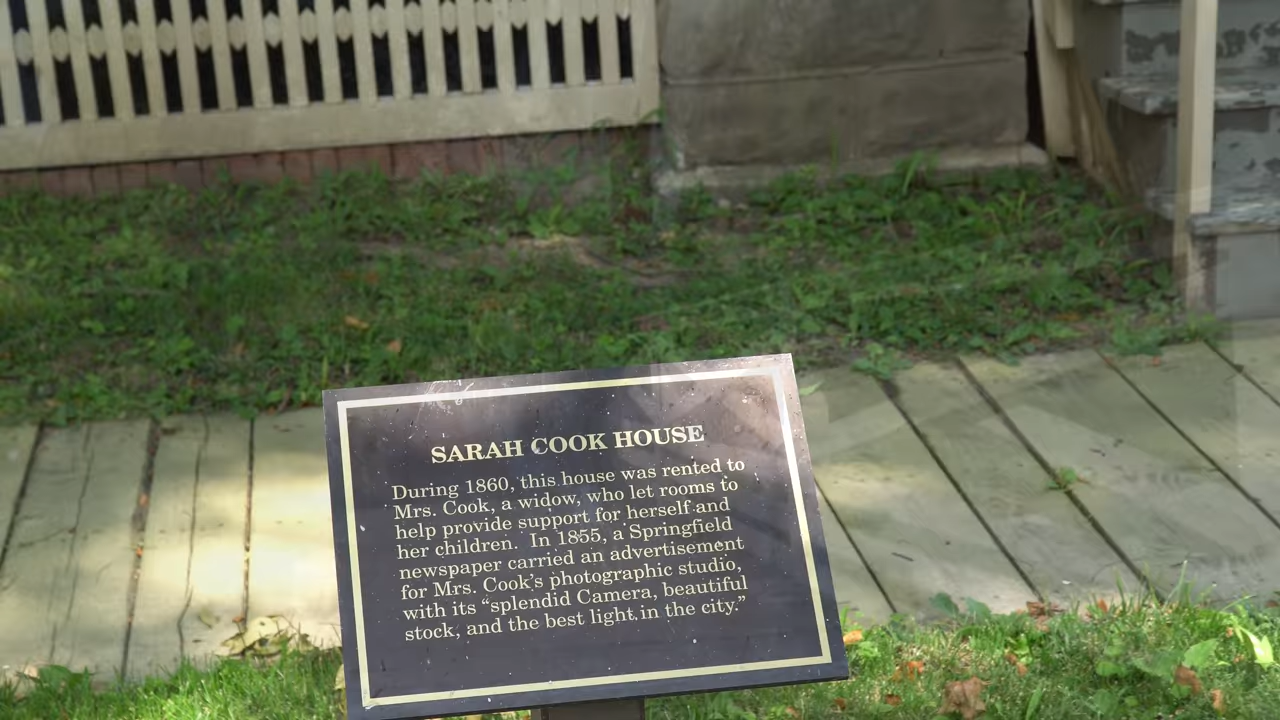 SARAH COOK HOUSE
During 1860, this house was rented to
Mrs. Cook, a widow, who let rooms to
help provide support for herself and
her children. In 1855, a Springfield
newspaper carried an advertisement
for Mrs. Cook's photographic studio,
with its “splendid Camera, beautiful
stock, and the best light in the city.”